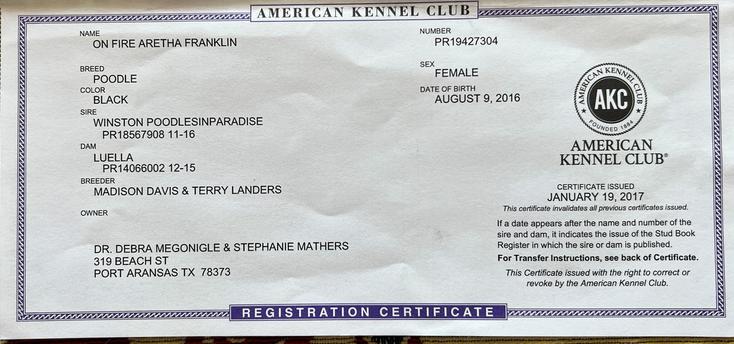 AMERICAN KENNEL CLUB
NAME
ON FIRE ARETHA FRANKLIN
NUMBER
PR19427304
BREED
POODLE
SEX
FEMALE
COLOR
BLACK
DATE OF BIRTH
AUGUST 9, 2016
SIRE
WINSTON POODLESINPARADISE
PR18567908 11-16
DAM
LUELLA
PR14066002 12-15
BREEDER
MADISON DAVIS & TERRY LANDERS
OWNER
DR. DEBRA MEGONIGLE & STEPHANIE MATHERS
319 BEACH ST
PORT ARANSAS TX 78373
AMERICAN KENNEL CLUB
AKC
FOUNDED 1884
AMERICAN
KENNEL CLUB®
CERTIFICATE ISSUED
JANUARY 19, 2017
This certificate invalidates all previous certificates issued.
If a date appears after the name and number of the
sire and dam, it indicates the issue of the Stud Book
Register in which the sire or dam is published.
For Transfer Instructions, see back of Certificate.
This Certificate issued with the right to correct or
revoke by the American Kennel Club.
REGISTRATION CERTIFICATE